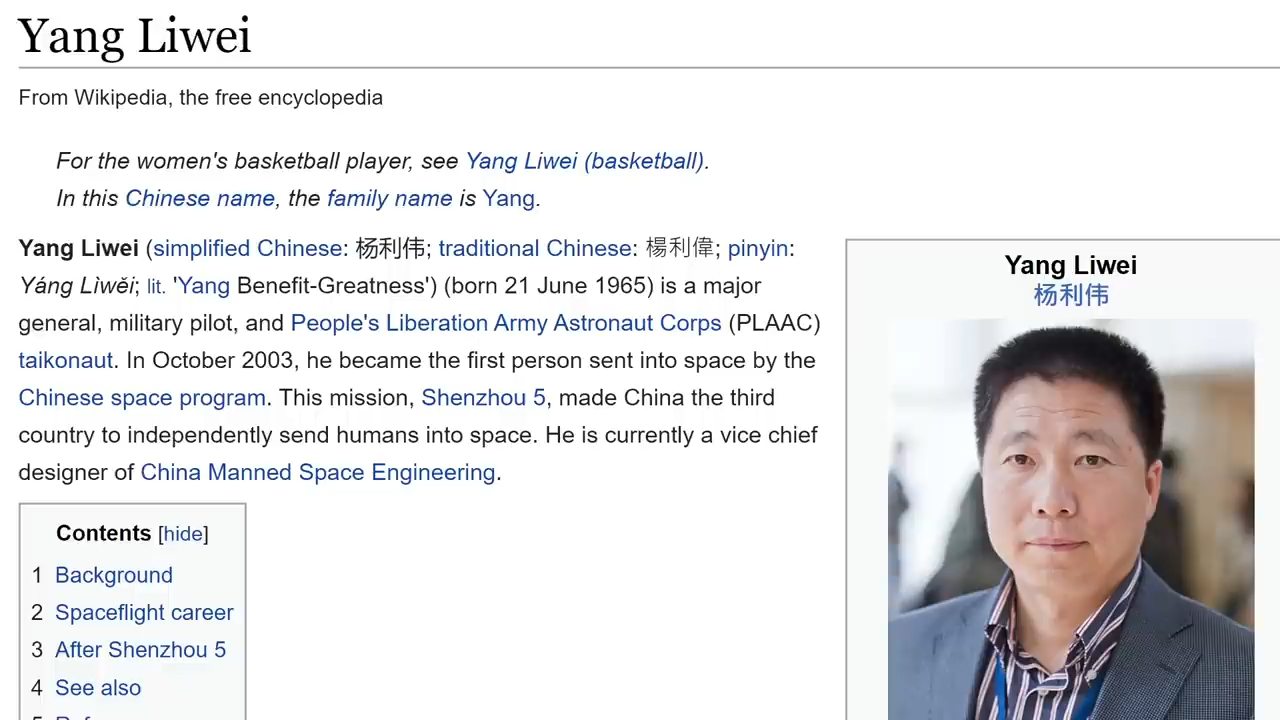 Yang Liwei
From Wikipedia, the free encyclopedia
For the women's basketball player, see Yang Liwei (basketball).
In this Chinese name, the family name is Yang.
Yang Liwei (simplified Chinese: 杨利伟; traditional Chinese: 楊利偉; pinyin:
Yáng Lìwěi; lit. 'Yang Benefit-Greatness') (born 21 June 1965) is a major
general, military pilot, and People's Liberation Army Astronaut Corps (PLAAC)
taikonaut. In October 2003, he became the first person sent into space by the
Chinese space program. This mission, Shenzhou 5, made China the third
country to independently send humans into space. He is currently a vice chief
designer of China Manned Space Engineering.
Contents [hide]
1 Background
2 Spaceflight career
3 After Shenzhou 5
4 See also
5
Yang Liwei
杨利伟